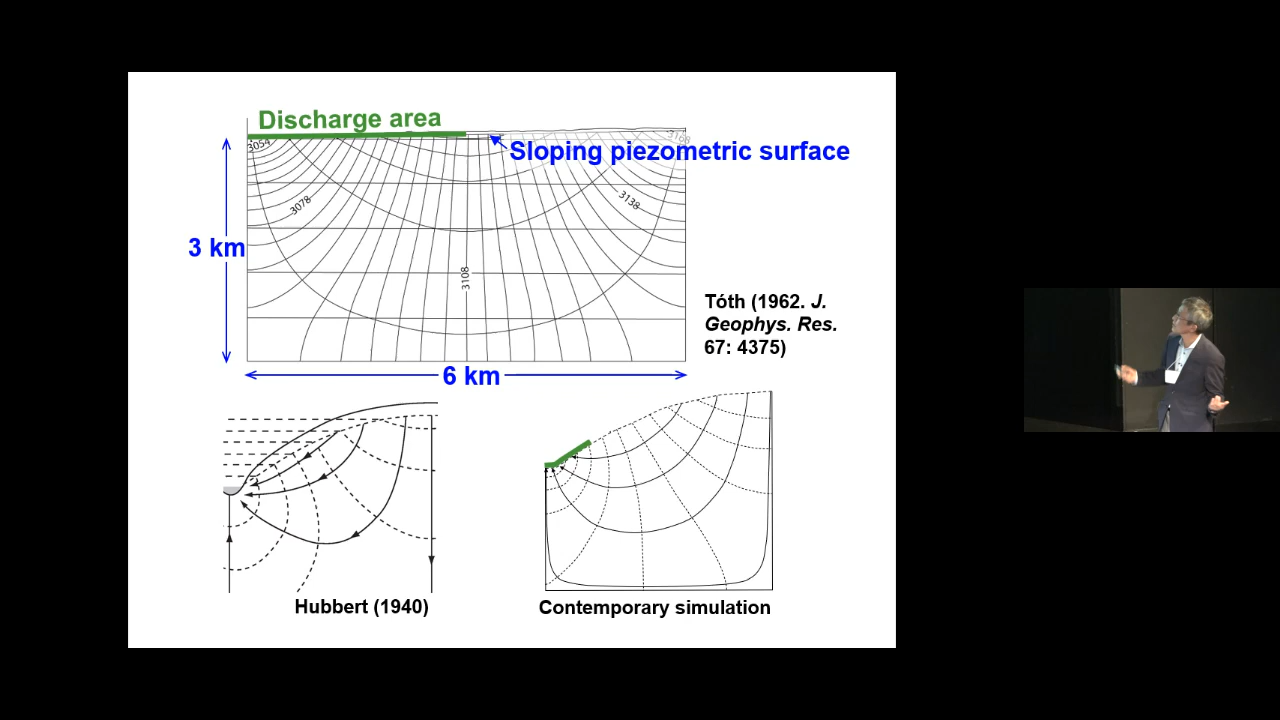 Discharge area
3054
Sloping piezometric surface
3078
3138
3 km
3108
Tóth (1962. J.
Geophys. Res.
67: 4375)
6 km
Hubbert (1940)
Contemporary simulation